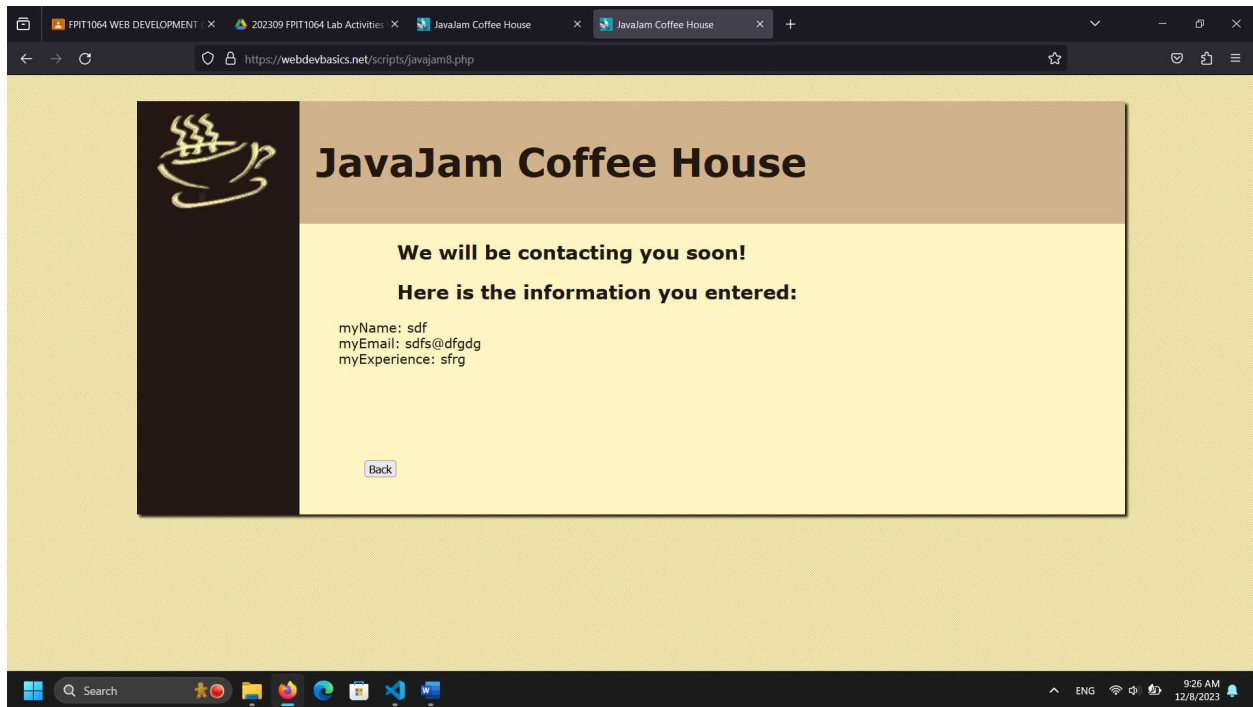 FPIT1064 WEB DEVELOPMENT (
202309 FPIT1064 Lab Activities
JavaJam Coffee House
JavaJam Coffee House
https://webdevbasics.net/scripts/javajam8.php
JavaJam Coffee House
We will be contacting you soon!
Here is the information you entered:
myName: sdf
myEmail: sdfs@dfgdg
myExperience: sfrg
Back
Search
ENG
9:26 AM
12/8/2023